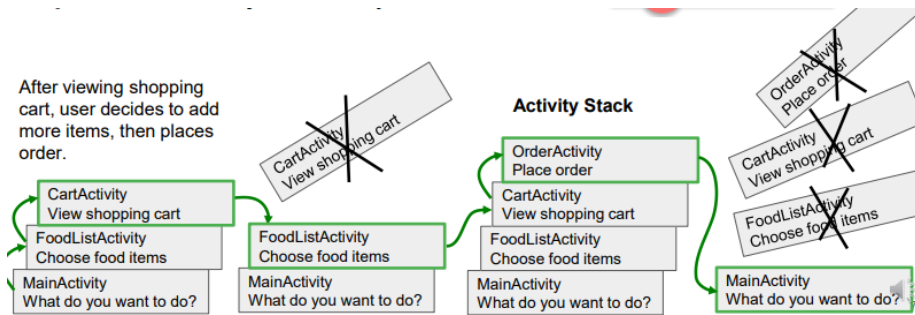 After viewing shopping
cart, user decides to add
more items, then places
order.
CartActivity
View shopping cart
FoodListActivity
Choose food items
MainActivity
What do you want to do?
CartActivity
View shopping cart
FoodListActivity
Choose food items
MainActivity
What do you want to do?
Activity Stack
OrderActivity
Place order
CartActivity
View shopping cart
FoodListActivity
Choose food items
MainActivity
What do you want to do?
OrderActivity
Place order
CartActivity
View shopping cart
FoodListActivity
Choose food items
MainActivity
What do you want to do?